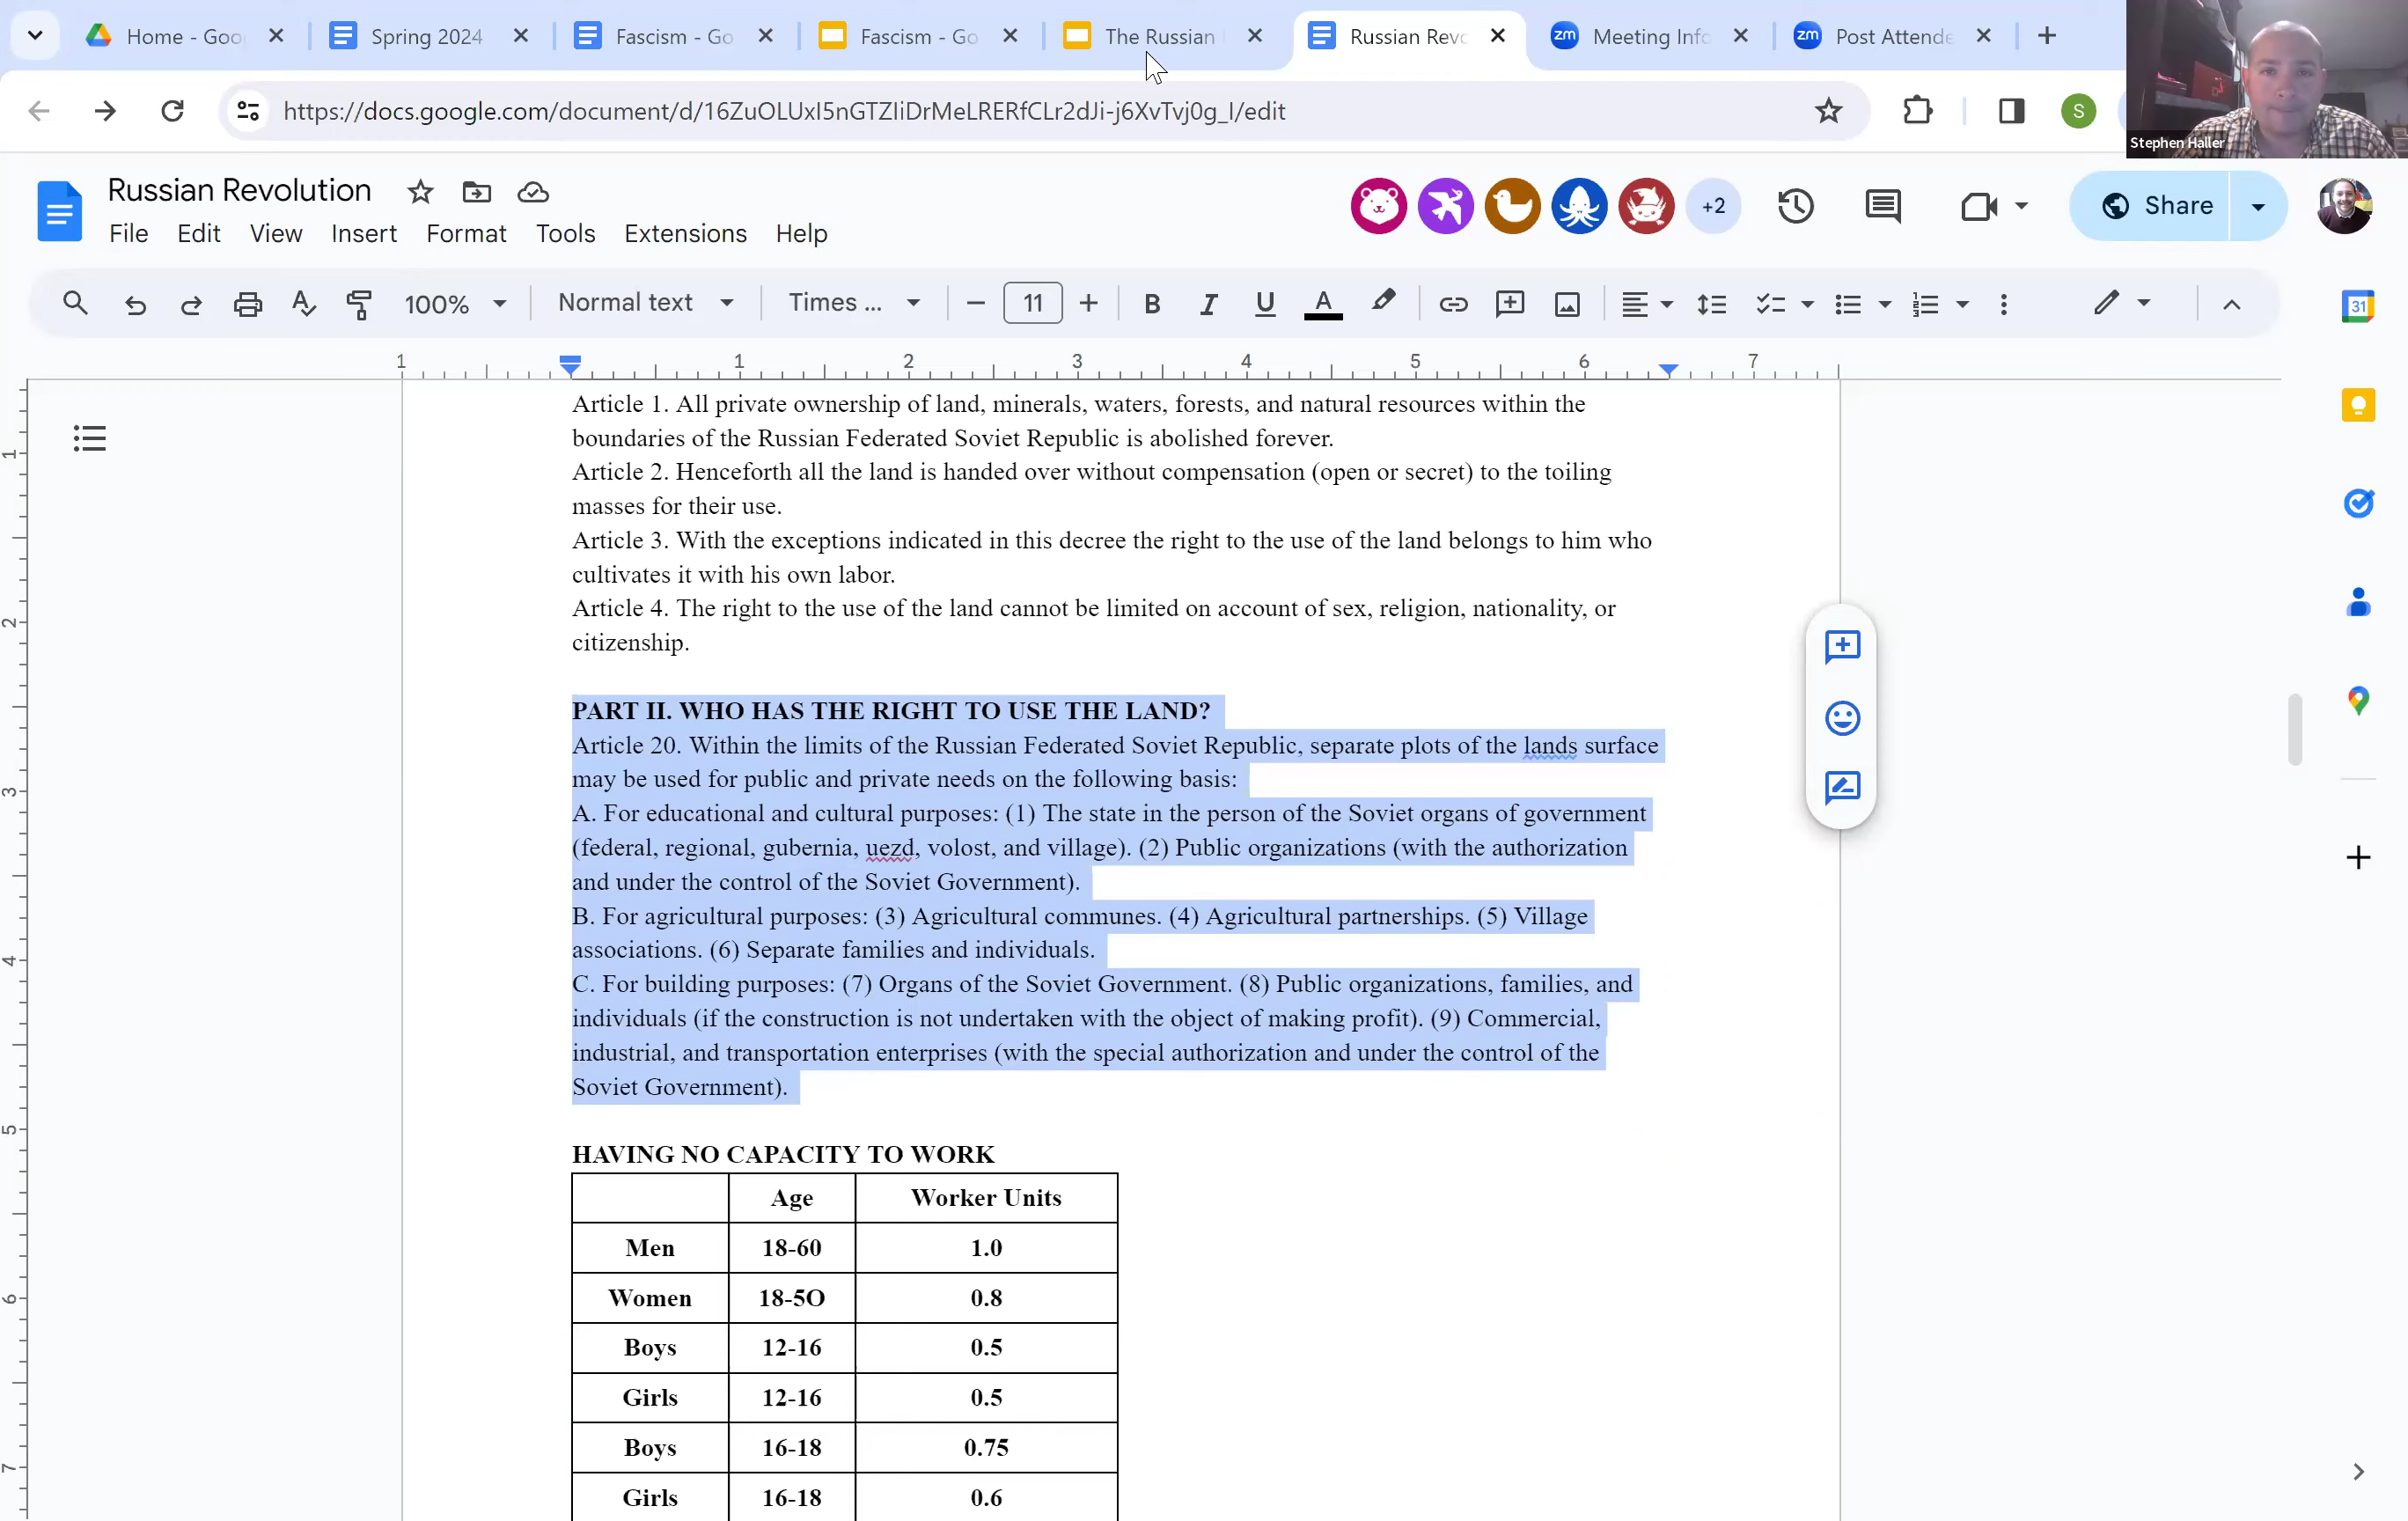 Home - Goo
Spring 2024
Fascism - Go
Fascism - Go
The Russian
Russian Revo
Meeting Info
Post Attende
https://docs.google.com/document/d/16ZuOLUxI5nGTZIiDrMeLRERfCLr2dJi-j6XvTvj0g_I/edit
S
Stephen Haller
Russian Revolution
+2
Share
File Edit View Insert Format Tools Extensions Help
100% Normal text Times ... 11 B I U A
31
1 1 2 3 4 5 6 7
Article 1. All private ownership of land, minerals, waters, forests, and natural resources within the
boundaries of the Russian Federated Soviet Republic is abolished forever.
Article 2. Henceforth all the land is handed over without compensation (open or secret) to the toiling
masses for their use.
Article 3. With the exceptions indicated in this decree the right to the use of the land belongs to him who
cultivates it with his own labor.
Article 4. The right to the use of the land cannot be limited on account of sex, religion, nationality, or
citizenship.
PART II. WHO HAS THE RIGHT TO USE THE LAND?
Article 20. Within the limits of the Russian Federated Soviet Republic, separate plots of the lands surface
may be used for public and private needs on the following basis:
A. For educational and cultural purposes: (1) The state in the person of the Soviet organs of government
(federal, regional, gubernia, uezd, volost, and village). (2) Public organizations (with the authorization
and under the control of the Soviet Government).
B. For agricultural purposes: (3) Agricultural communes. (4) Agricultural partnerships. (5) Village
associations. (6) Separate families and individuals.
C. For building purposes: (7) Organs of the Soviet Government. (8) Public organizations, families, and
individuals (if the construction is not undertaken with the object of making profit). (9) Commercial,
industrial, and transportation enterprises (with the special authorization and under the control of the
Soviet Government).
HAVING NO CAPACITY TO WORK
Age Worker Units
Men 18-60 1.0
Women 18-5O 0.8
Boys 12-16 0.5
Girls 12-16 0.5
Boys 16-18 0.75
Girls 16-18 0.6
1
2
3
4
5
6
7